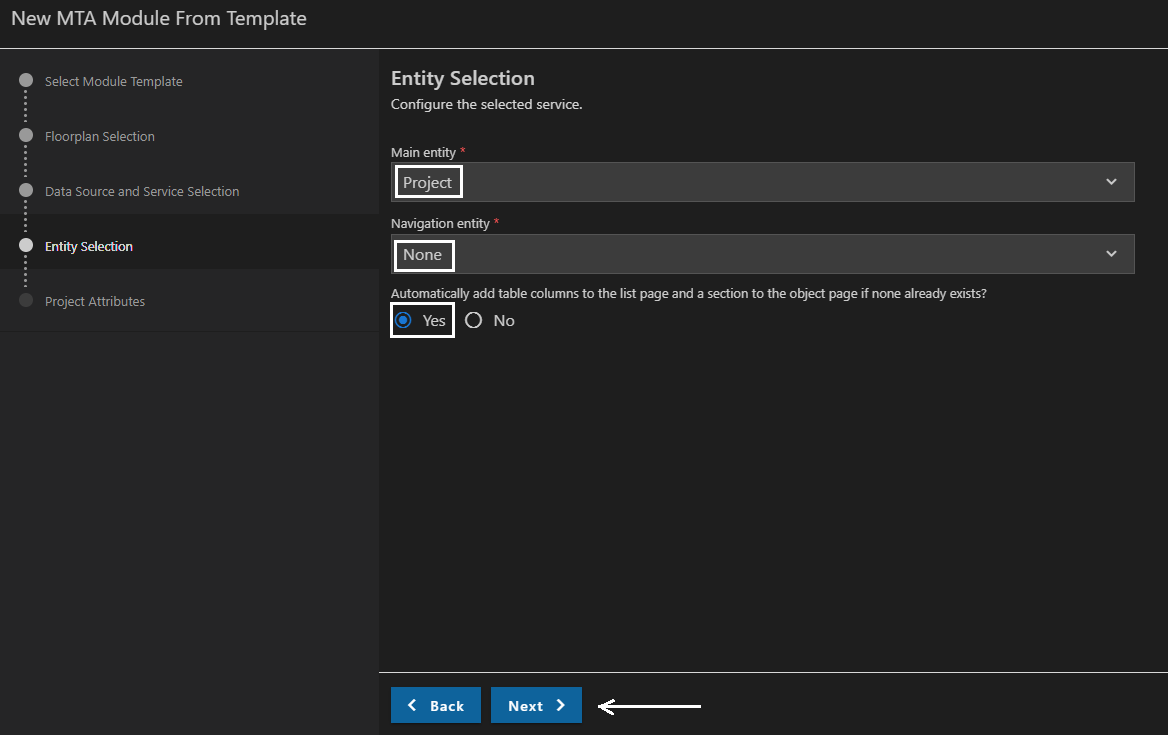 New MTA Module From Template
Select Module Template
Floorplan Selection
Data Source and Service Selection
Entity Selection
Project Attributes
Entity Selection
Configure the selected service.
Main entity *
Project
Navigation entity *
None
Automatically add table columns to the list page and a section to the object page if none already exists?
Yes No
Back Next